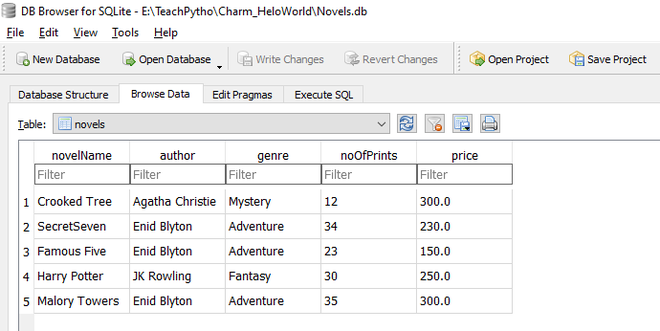 DB Browser for SQLite - E:\TeachPytho\Charm_HeloWorld\Novels.db
File Edit View Tools Help
New Database Open Database Write Changes Revert Changes Open Project Save Project
Database Structure Browse Data Edit Pragmas Execute SQL
Table: novels
novelName author genre noOfPrints price
Filter Filter Filter Filter Filter
1 Crooked Tree Agatha Christie Mystery 12 300.0
2 SecretSeven Enid Blyton Adventure 34 230.0
3 Famous Five Enid Blyton Adventure 23 150.0
4 Harry Potter JK Rowling Fantasy 30 250.0
5 Malory Towers Enid Blyton Adventure 35 300.0